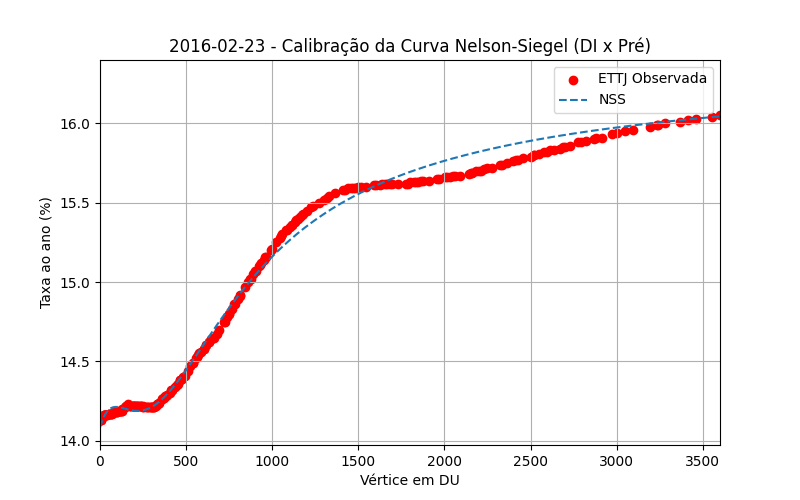 2016-02-23 - Calibração da Curva Nelson-Siegel (DI x Pré)
ETTJ Observada
NSS
Taxa ao ano (%)
16.0
15.5
15.0
14.5
14.0
0 500 1000 1500 2000 2500 3000 3500
Vértice em DU